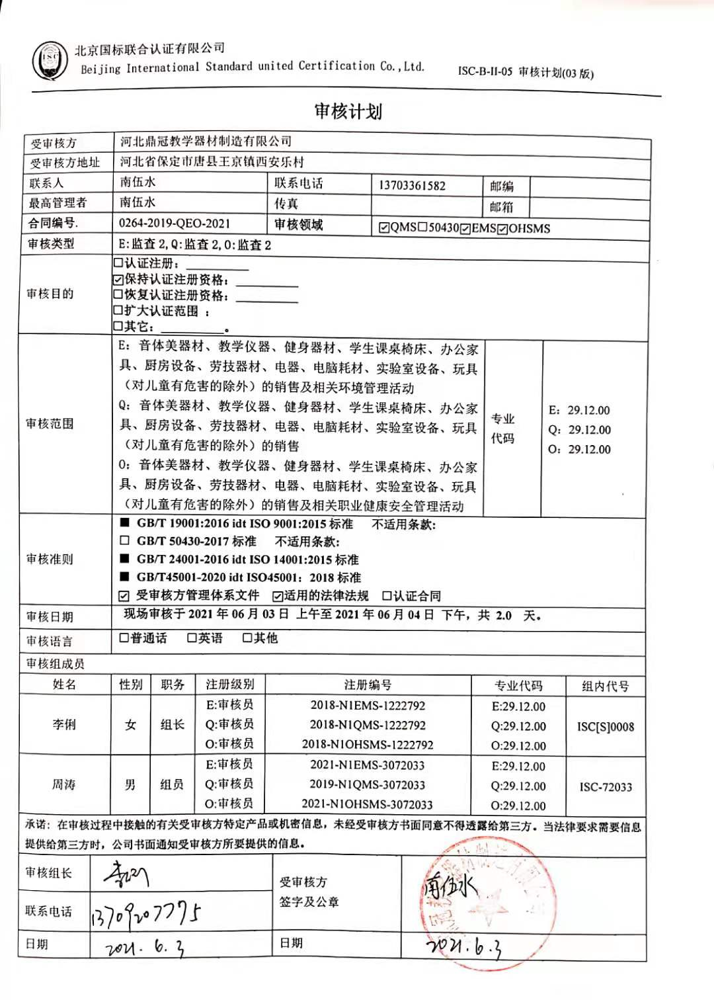 ISC
北京国标联合认证有限公司
Beijing International Standard united Certification Co.,Ltd.
ISC-B-II-05 审核计划(03 版)
审核计划
受审核方 河北鼎冠教学器材制造有限公司
受审核方地址 河北省保定市唐县王京镇西安乐村
联系人 南伍水 联系电话 13703361582 邮编
最高管理者 南伍水 传真 邮箱
合同编号. 0264-2019-QEO-2021 审核领域 ☑QMS☐50430☑EMS☑OHSMS
审核类型 E:监查2,Q:监查2,O:监查2
审核目的
☐认证注册：
☑保持认证注册资格：
☐恢复认证注册资格：
☐扩大认证范围 ：
☐其它： 。
审核范围
E：音体美器材、教学仪器、健身器材、学生课桌椅床、办公家
具、厨房设备、劳技器材、电器、电脑耗材、实验室设备、玩具
（对儿童有危害的除外）的销售及相关环境管理活动
Q：音体美器材、教学仪器、健身器材、学生课桌椅床、办公家
具、厨房设备、劳技器材、电器、电脑耗材、实验室设备、玩具
（对儿童有危害的除外）的销售
O：音体美器材、教学仪器、健身器材、学生课桌椅床、办公家
具、厨房设备、劳技器材、电器、电脑耗材、实验室设备、玩具
（对儿童有危害的除外）的销售及相关职业健康安全管理活动
专业
代码
E：29.12.00
Q：29.12.00
O：29.12.00
审核准则
■ GB/T 19001:2016 idt ISO 9001:2015 标准 不适用条款:
☐ GB/T 50430-2017 标准 不适用条款:
■ GB/T 24001-2016 idt ISO 14001:2015 标准
■ GB/T45001-2020 idt ISO45001：2018 标准
☑ 受审核方管理体系文件 ☑适用的法律法规 ☐认证合同
审核日期 现场审核于 2021 年 06 月 03 日 上午至 2021 年 06 月 04 日 下午，共 2.0 天。
审核语言 ☐普通话 ☐英语 ☐其他
审核组成员
姓名 性别 职务 注册级别 注册编号 专业代码 组内代号
李俐 女 组长 ISC[S]0008
E:审核员 2018-N1EMS-1222792 E:29.12.00
Q:审核员 2018-N1QMS-1222792 Q:29.12.00
O:审核员 2018-N1OHSMS-1222792 O:29.12.00
周涛 男 组员 ISC-72033
E:审核员 2021-N1EMS-3072033 E:29.12.00
Q:审核员 2019-N1QMS-3072033 Q:29.12.00
O:审核员 2021-N1OHSMS-3072033 O:29.12.00
承诺：在审核过程中接触的有关受审核方特定产品或机密信息，未经受审核方书面同意不得透露给第三方。当法律要求需要信息
提供给第三方时，公司书面通知受审核方所要提供的信息。
审核组长 李俐
联系电话 13709207775
日期 2021.6.3
受审核方
签字及公章
南伍水
日期 2021.6.3